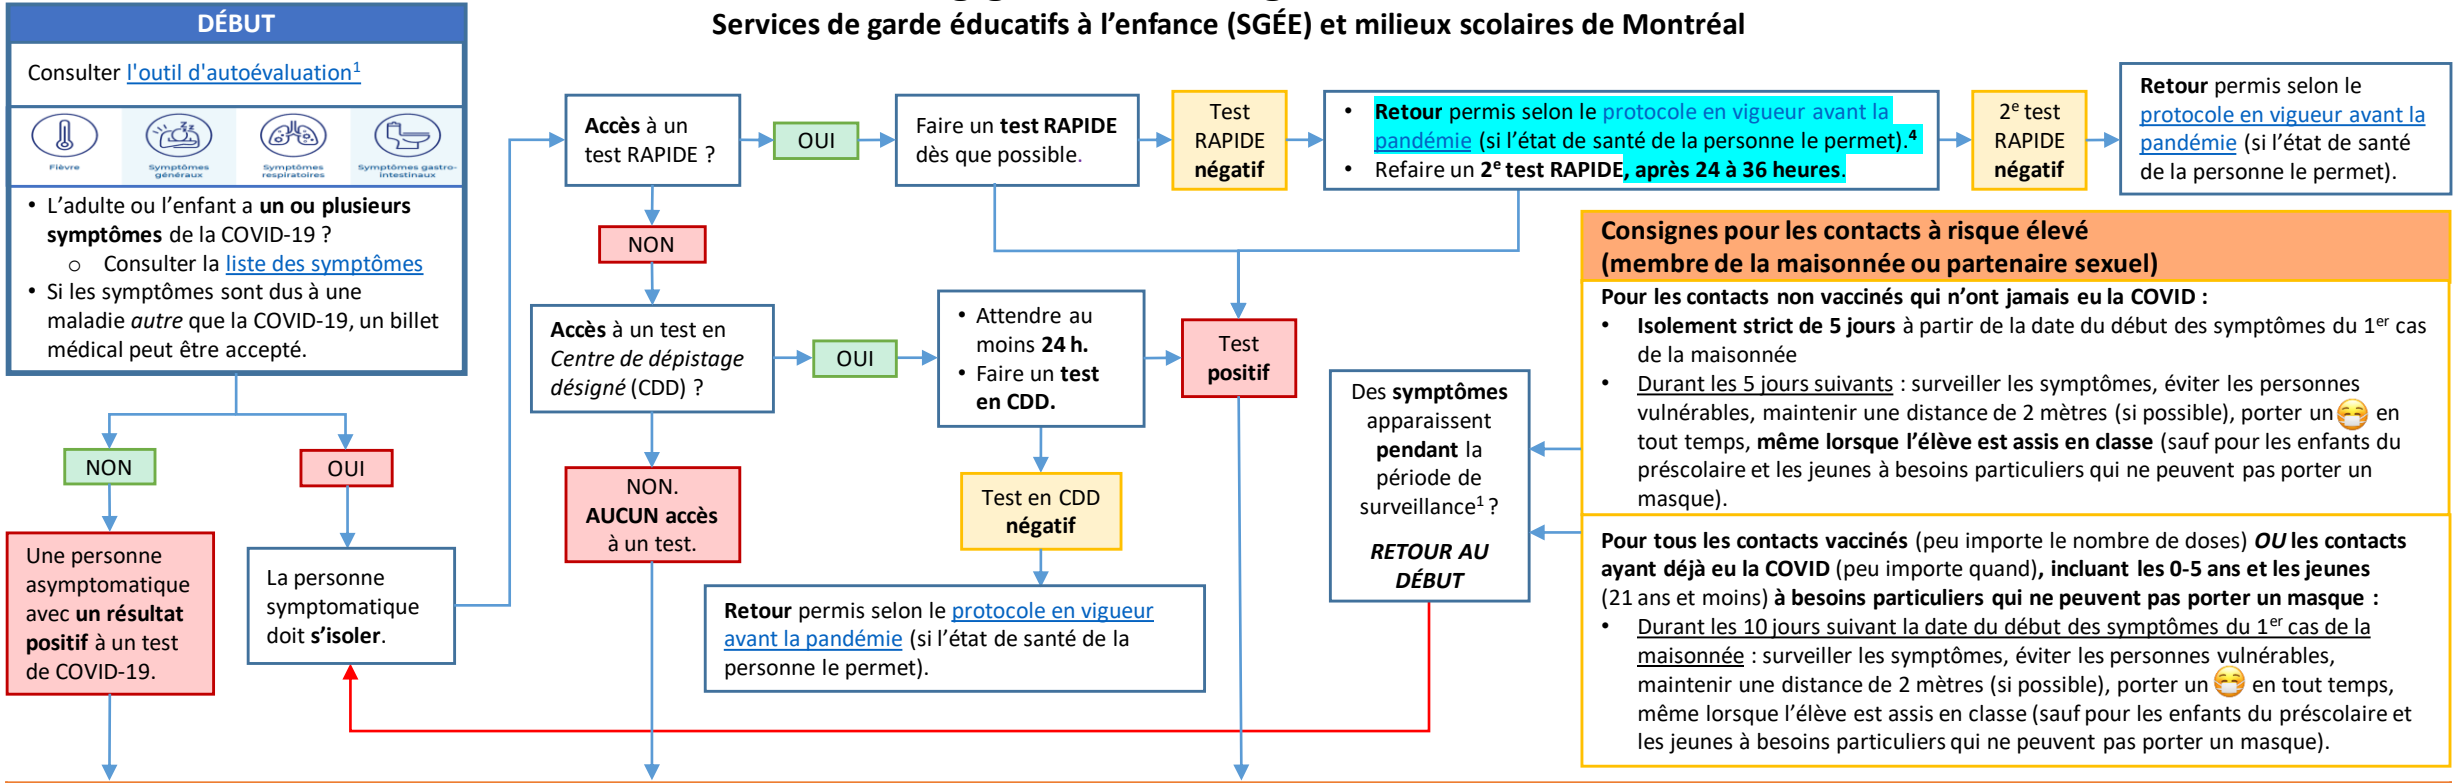 Services de garde éducatifs à l'enfance (SGÉE) et milieux scolaires de Montréal
DÉBUT
Consulter l'outil d'autoévaluation¹
Fièvre
Symptômes
généraux
Symptômes
respiratoires
Symptômes gastro-
intestinaux
• L'adulte ou l'enfant a un ou plusieurs
symptômes de la COVID-19 ?
o Consulter la liste des symptômes
• Si les symptômes sont dus à une
maladie autre que la COVID-19, un billet
médical peut être accepté.
NON
OUI
Une personne
asymptomatique
avec un résultat
positif à un test
de COVID-19.
La personne
symptomatique
doit s'isoler.
Accès à un
test RAPIDE ?
OUI
Faire un test RAPIDE
dès que possible.
Test
RAPIDE
négatif
• Retour permis selon le protocole en vigueur avant la
pandémie (si l'état de santé de la personne le permet).⁴
• Refaire un 2e test RAPIDE, après 24 à 36 heures.
2e test
RAPIDE
négatif
Retour permis selon le
protocole en vigueur avant la
pandémie (si l'état de santé
de la personne le permet).
NON
Accès à un test en
Centre de dépistage
désigné (CDD) ?
OUI
• Attendre au
moins 24 h.
• Faire un test
en CDD.
Test
positif
NON.
AUCUN accès
à un test.
Test en CDD
négatif
Retour permis selon le protocole en vigueur
avant la pandémie (si l'état de santé de la
personne le permet).
Des symptômes
apparaissent
pendant la
période de
surveillance¹ ?
RETOUR AU
DÉBUT
Consignes pour les contacts à risque élevé
(membre de la maisonnée ou partenaire sexuel)
Pour les contacts non vaccinés qui n'ont jamais eu la COVID :
• Isolement strict de 5 jours à partir de la date du début des symptômes du 1er cas
de la maisonnée
• Durant les 5 jours suivants : surveiller les symptômes, éviter les personnes
vulnérables, maintenir une distance de 2 mètres (si possible), porter un 😷 en
tout temps, même lorsque l'élève est assis en classe (sauf pour les enfants du
préscolaire et les jeunes à besoins particuliers qui ne peuvent pas porter un
masque).
Pour tous les contacts vaccinés (peu importe le nombre de doses) OU les contacts
ayant déjà eu la COVID (peu importe quand), incluant les 0-5 ans et les jeunes
(21 ans et moins) à besoins particuliers qui ne peuvent pas porter un masque :
• Durant les 10 jours suivant la date du début des symptômes du 1er cas de la
maisonnée : surveiller les symptômes, éviter les personnes vulnérables,
maintenir une distance de 2 mètres (si possible), porter un 😷 en tout temps,
même lorsque l'élève est assis en classe (sauf pour les enfants du préscolaire et
les jeunes à besoins particuliers qui ne peuvent pas porter un masque).